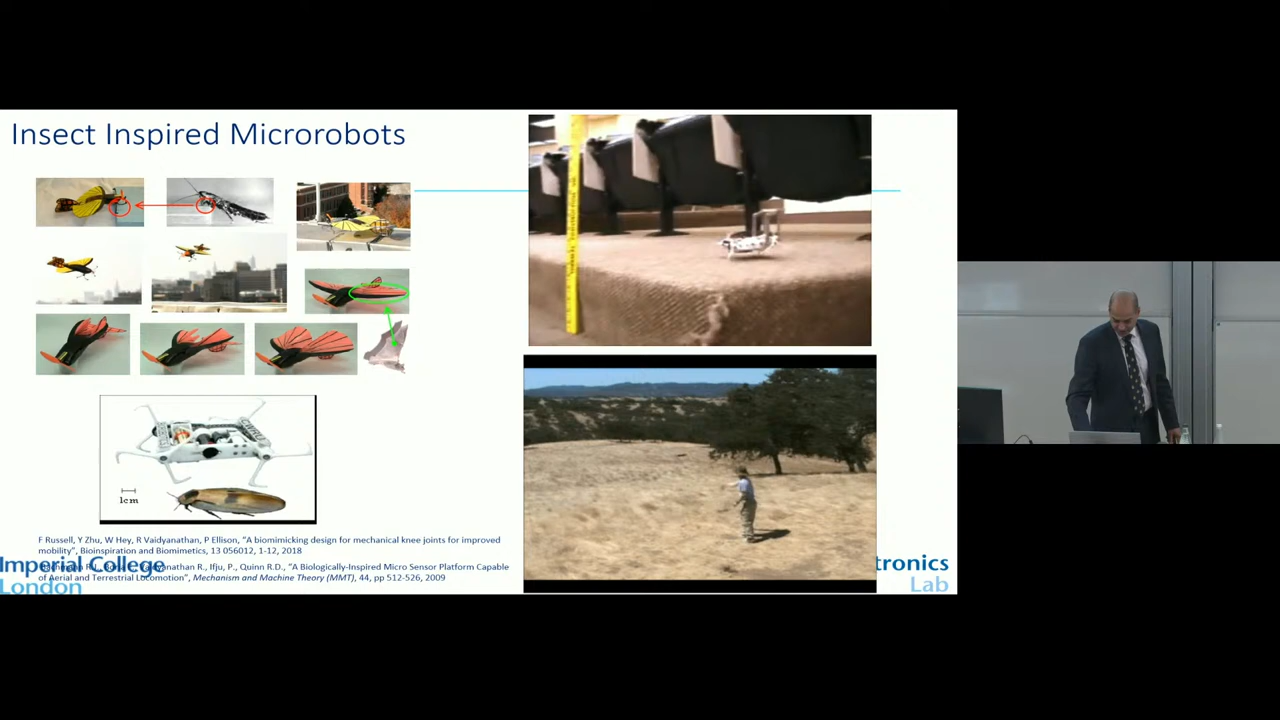 Insect Inspired Microrobots
1cm
F Russell, Y Zhu, W Hey, R Vaidyanathan, P Ellison, “A biomimicking design for mechanical knee joints for improved
mobility”, Bioinspiration and Biomimetics, 13 056012, 1-12, 2018
R., Ifju, P., Quinn R.D., “A Biologically-Inspired Micro Sensor Platform Capable
of Aerial and Terrestrial Locomotion”, Mechanism and Machine Theory (MMT), 44, pp 512-526, 2009
Imperial College
London
tronics
Lab